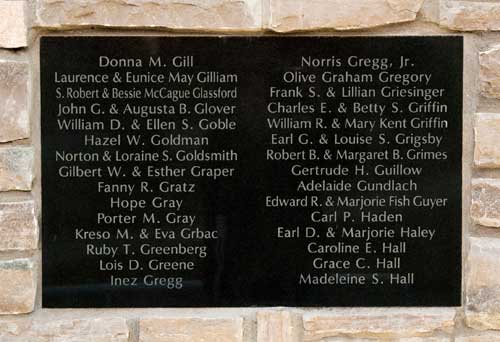 Donna M. Gill
Laurence & Eunice May Gilliam
S. Robert & Bessie McCague Glassford
John G. & Augusta B. Glover
William D. & Ellen S. Goble
Hazel W. Goldman
Norton & Loraine S. Goldsmith
Gilbert W. & Esther Graper
Fanny R. Gratz
Hope Gray
Porter M. Gray
Kreso M. & Eva Grbac
Ruby T. Greenberg
Lois D. Greene
Inez Gregg
Norris Gregg, Jr.
Olive Graham Gregory
Frank S. & Lillian Griesinger
Charles E. & Betty S. Griffin
William R. & Mary Kent Griffin
Earl G. & Louise S. Grigsby
Robert B. & Margaret B. Grimes
Gertrude H. Guillow
Adelaide Gundlach
Edward R. & Marjorie Fish Guyer
Carl P. Haden
Earl D. & Marjorie Haley
Caroline E. Hall
Grace C. Hall
Madeleine S. Hall